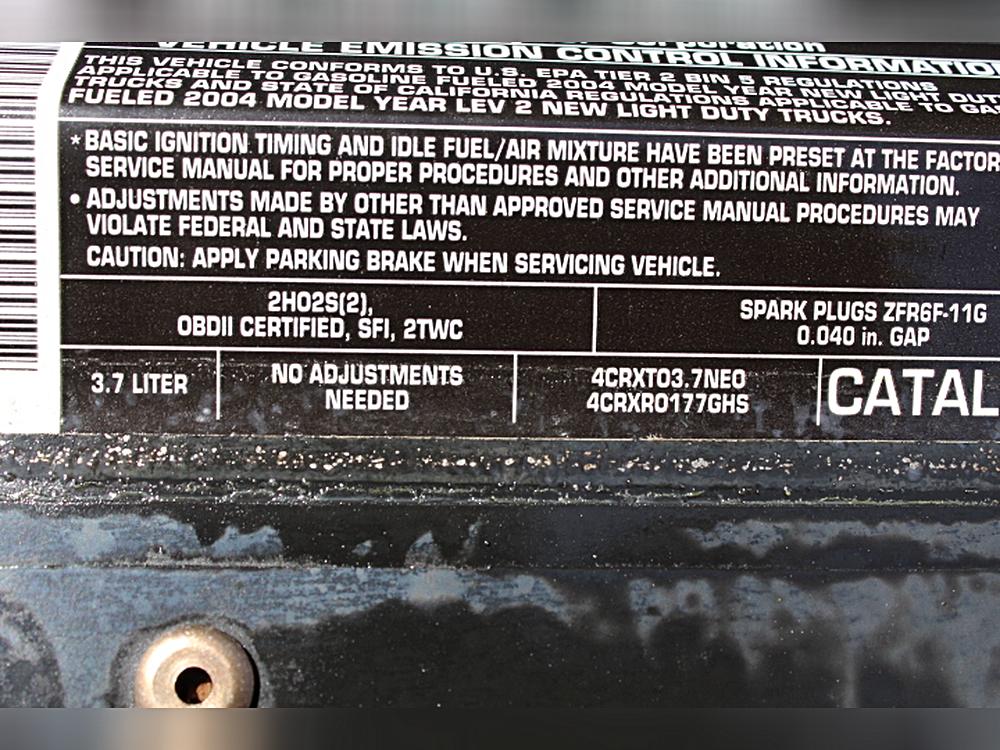 Corporation
VEHICLE EMISSION CONTROL INFORMATION
THIS VEHICLE CONFORMS TO U.S. EPA TIER 2 BIN 5 REGULATIONS
APPLICABLE TO GASOLINE FUELED 2004 MODEL YEAR NEW LIGHT DUT
TRUCKS AND STATE OF CALIFORNIA REGULATIONS APPLICABLE TO GA
FUELED 2004 MODEL YEAR LEV 2 NEW LIGHT DUTY TRUCKS.
* BASIC IGNITION TIMING AND IDLE FUEL/AIR MIXTURE HAVE BEEN PRESET AT THE FACTOR
SERVICE MANUAL FOR PROPER PROCEDURES AND OTHER ADDITIONAL INFORMATION.
• ADJUSTMENTS MADE BY OTHER THAN APPROVED SERVICE MANUAL PROCEDURES MAY
VIOLATE FEDERAL AND STATE LAWS.
CAUTION: APPLY PARKING BRAKE WHEN SERVICING VEHICLE.
2HO2S(2),
OBDII CERTIFIED, SFI, 2TWC
SPARK PLUGS ZFR6F-11G
0.040 in. GAP
3.7 LITER
NO ADJUSTMENTS
NEEDED
4CRXT03.7NE0
4CRXR0177GHS
CATAL